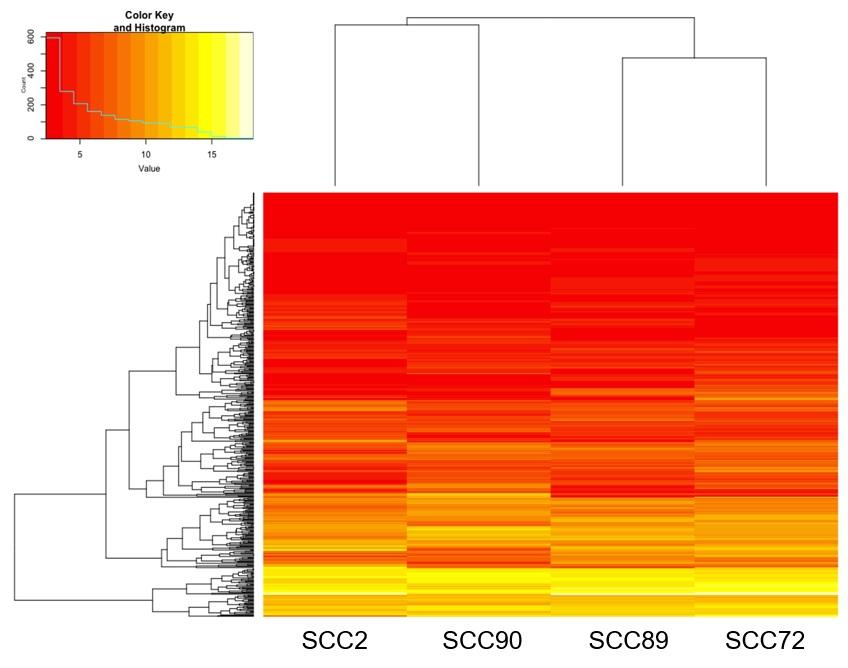 Color Key
and Histogram
Count
0
200
400
600
5
10
15
Value
SCC2
SCC90
SCC89
SCC72